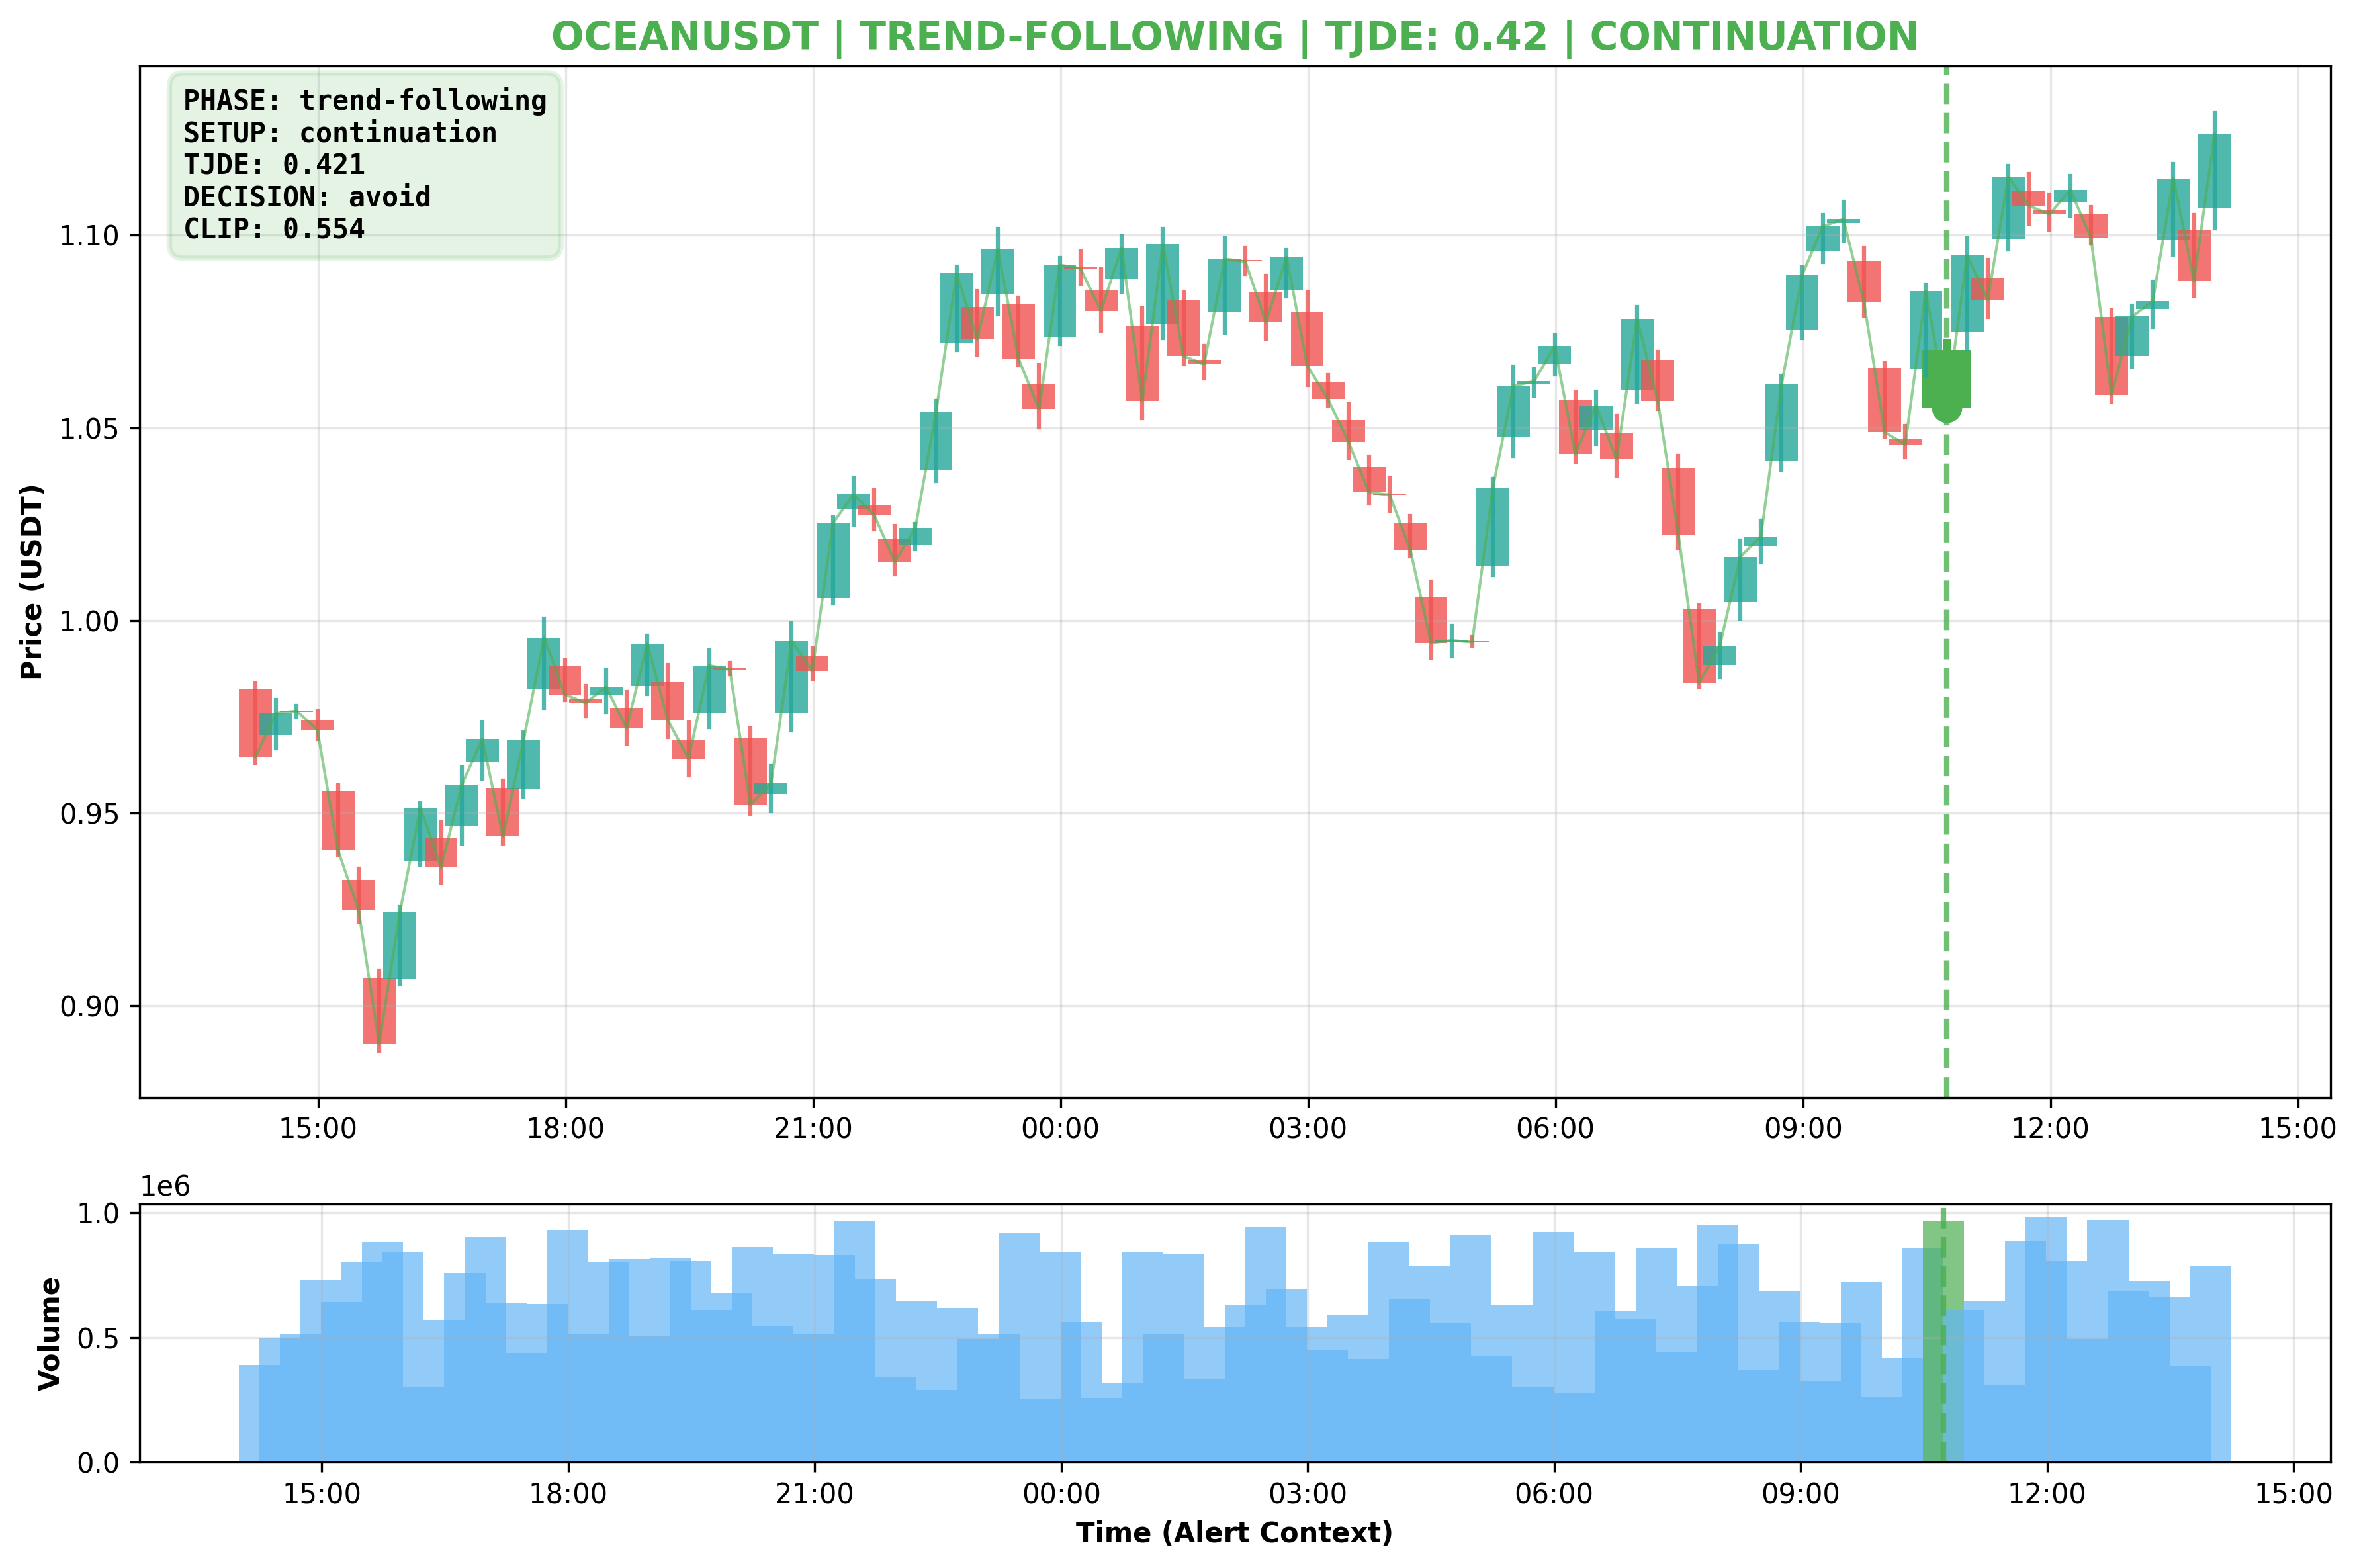 OCEANUSDT | TREND-FOLLOWING | TJDE: 0.42 | CONTINUATION
PHASE: trend-following
SETUP: continuation
TJDE: 0.421
DECISION: avoid
CLIP: 0.554
Price (USDT)
1.10
1.05
1.00
0.95
0.90
15:00 18:00 21:00 00:00 03:00 06:00 09:00 12:00 15:00
1e6
Volume
1.0
0.5
0.0
15:00 18:00 21:00 00:00 03:00 06:00 09:00 12:00 15:00
Time (Alert Context)